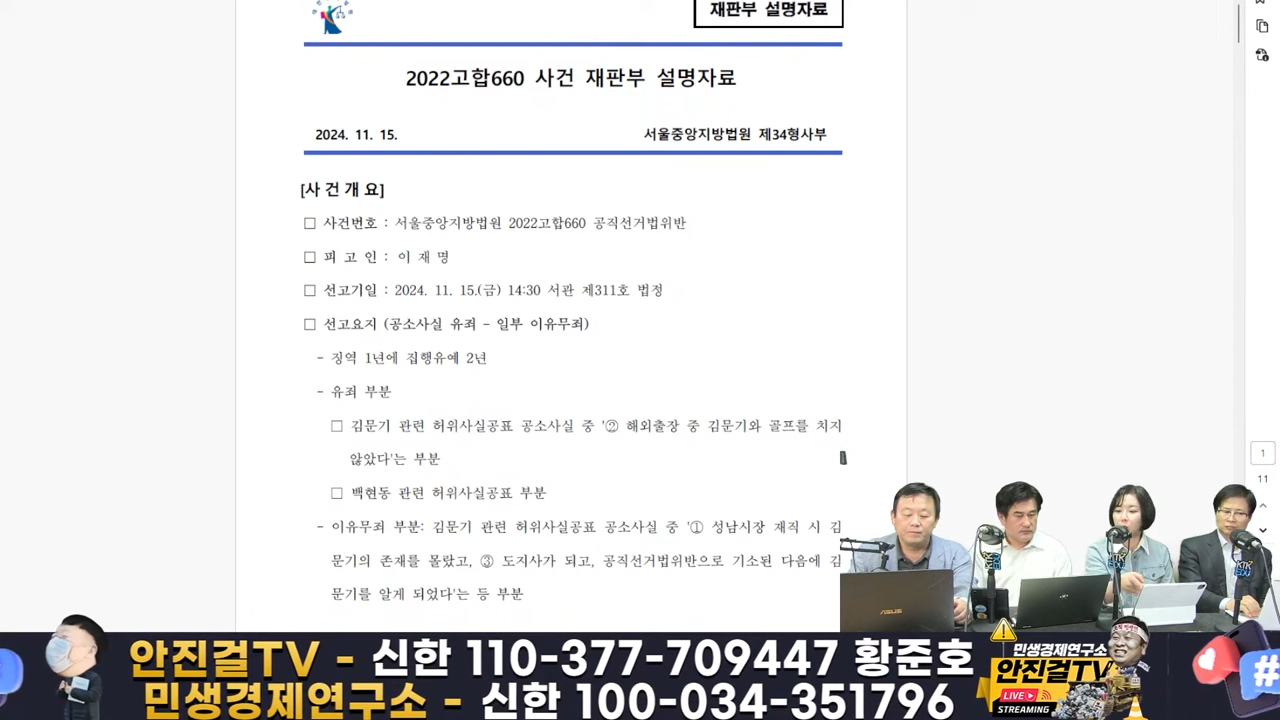 재판부 설명자료
2022고합660 사건 재판부 설명자료
2024. 11. 15.
서울중앙지방법원 제34형사부
[사 건 개 요]
□ 사건번호 : 서울중앙지방법원 2022고합660 공직선거법위반
□ 피 고 인 : 이 재 명
□ 선고기일 : 2024. 11. 15.(금) 14:30 서관 제311호 법정
□ 선고요지 (공소사실 유죄 - 일부 이유무죄)
- 징역 1년에 집행유예 2년
- 유죄 부분
□ 김문기 관련 허위사실공표 공소사실 중 '② 해외출장 중 김문기와 골프를 치지
않았다'는 부분
□ 백현동 관련 허위사실공표 부분
- 이유무죄 부분: 김문기 관련 허위사실공표 공소사실 중 '① 성남시장 재직 시 김
문기의 존재를 몰랐고, ③ 도지사가 되고, 공직선거법위반으로 기소된 다음에 김
문기를 알게 되었다'는 등 부분
1
11
ASUS
안진걸TV - 신한 110-377-709447 황준호
민생경제연구소 - 신한 100-034-351796
민생경제연구소
안진걸TV
LIVE
STREAMING
#